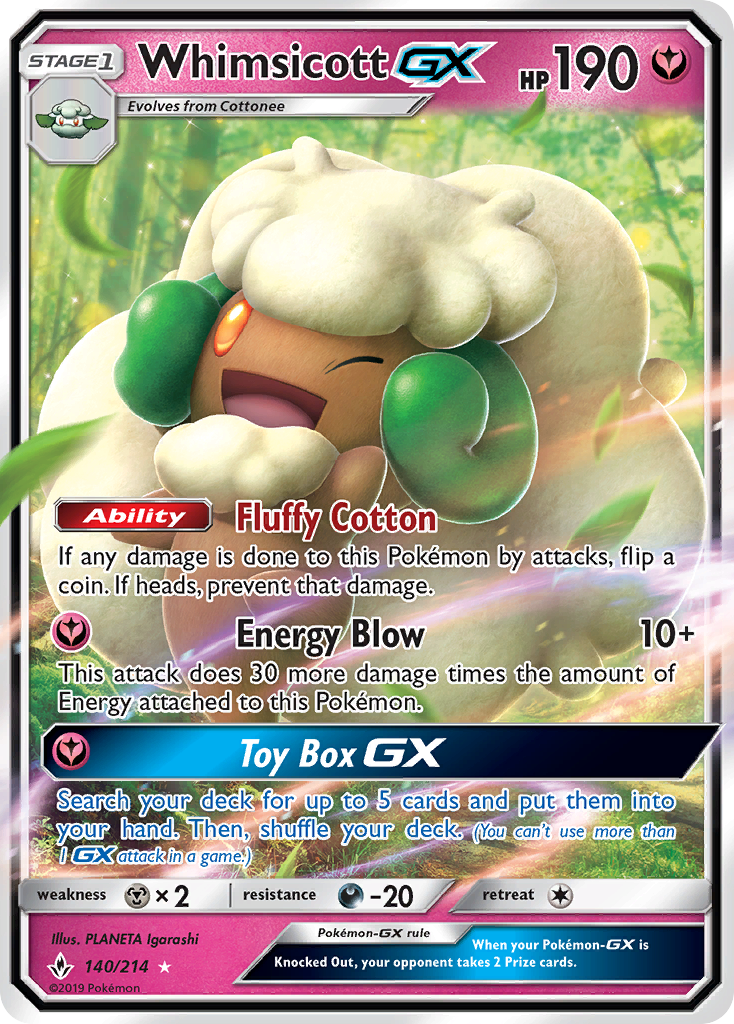 STAGE1 Whimsicott GX HP 190
Evolves from Cottonee
Ability Fluffy Cotton
If any damage is done to this Pokémon by attacks, flip a
coin. If heads, prevent that damage.
Energy Blow 10+
This attack does 30 more damage times the amount of
Energy attached to this Pokémon.
Toy Box GX
Search your deck for up to 5 cards and put them into
your hand. Then, shuffle your deck. (You can't use more than
1 GX attack in a game.)
weakness ×2 resistance -20 retreat
Illus. PLANETA Igarashi
140/214
©2019 Pokémon
Pokémon-GX rule
When your Pokémon-GX is
Knocked Out, your opponent takes 2 Prize cards.